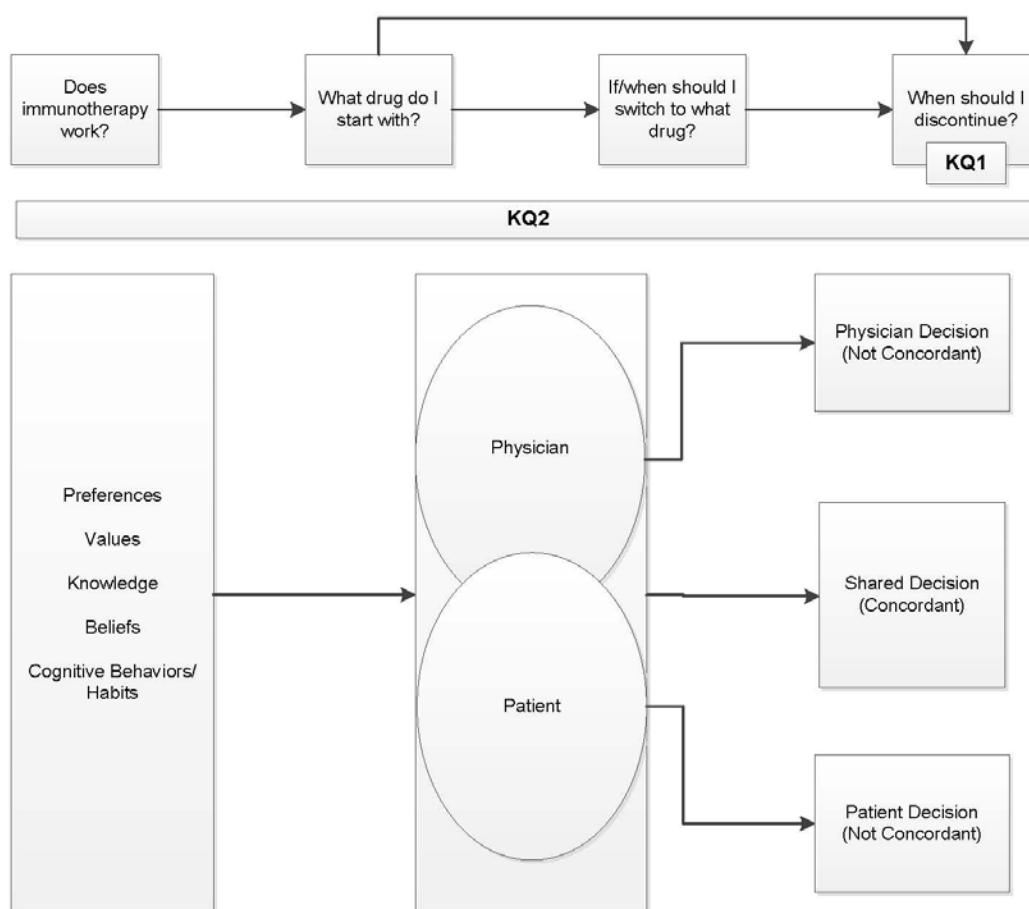 Does
immunotherapy
work?
What drug do I
start with?
If/when should I
switch to what
drug?
When should I
discontinue?
KQ1
KQ2
Preferences
Values
Knowledge
Beliefs
Cognitive Behaviors/
Habits
Physician
Patient
Physician Decision
(Not Concordant)
Shared Decision
(Concordant)
Patient Decision
(Not Concordant)